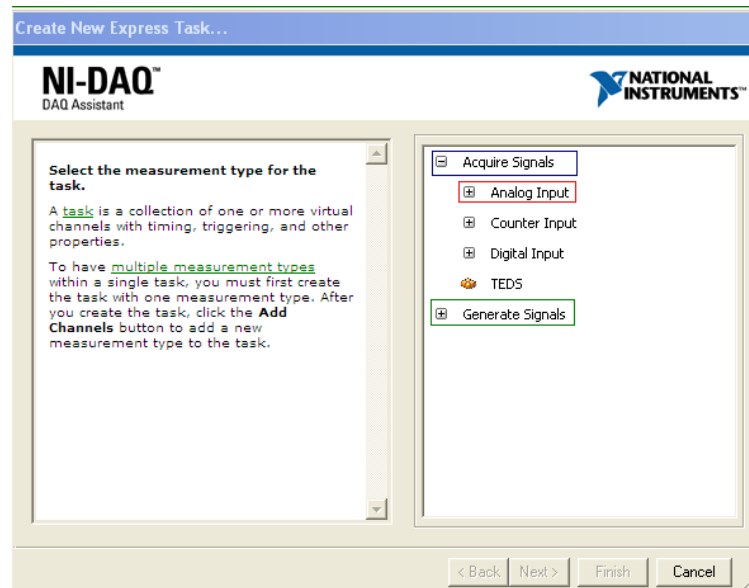 Create New Express Task...
NI-DAQ™
DAQ Assistant
NATIONAL
INSTRUMENTS™
Select the measurement type for the
task.
A task is a collection of one or more virtual
channels with timing, triggering, and other
properties.
To have multiple measurement types
within a single task, you must first create
the task with one measurement type. After
you create the task, click the Add
Channels button to add a new
measurement type to the task.
Acquire Signals
Analog Input
Counter Input
Digital Input
TEDS
Generate Signals
< Back Next > Finish Cancel